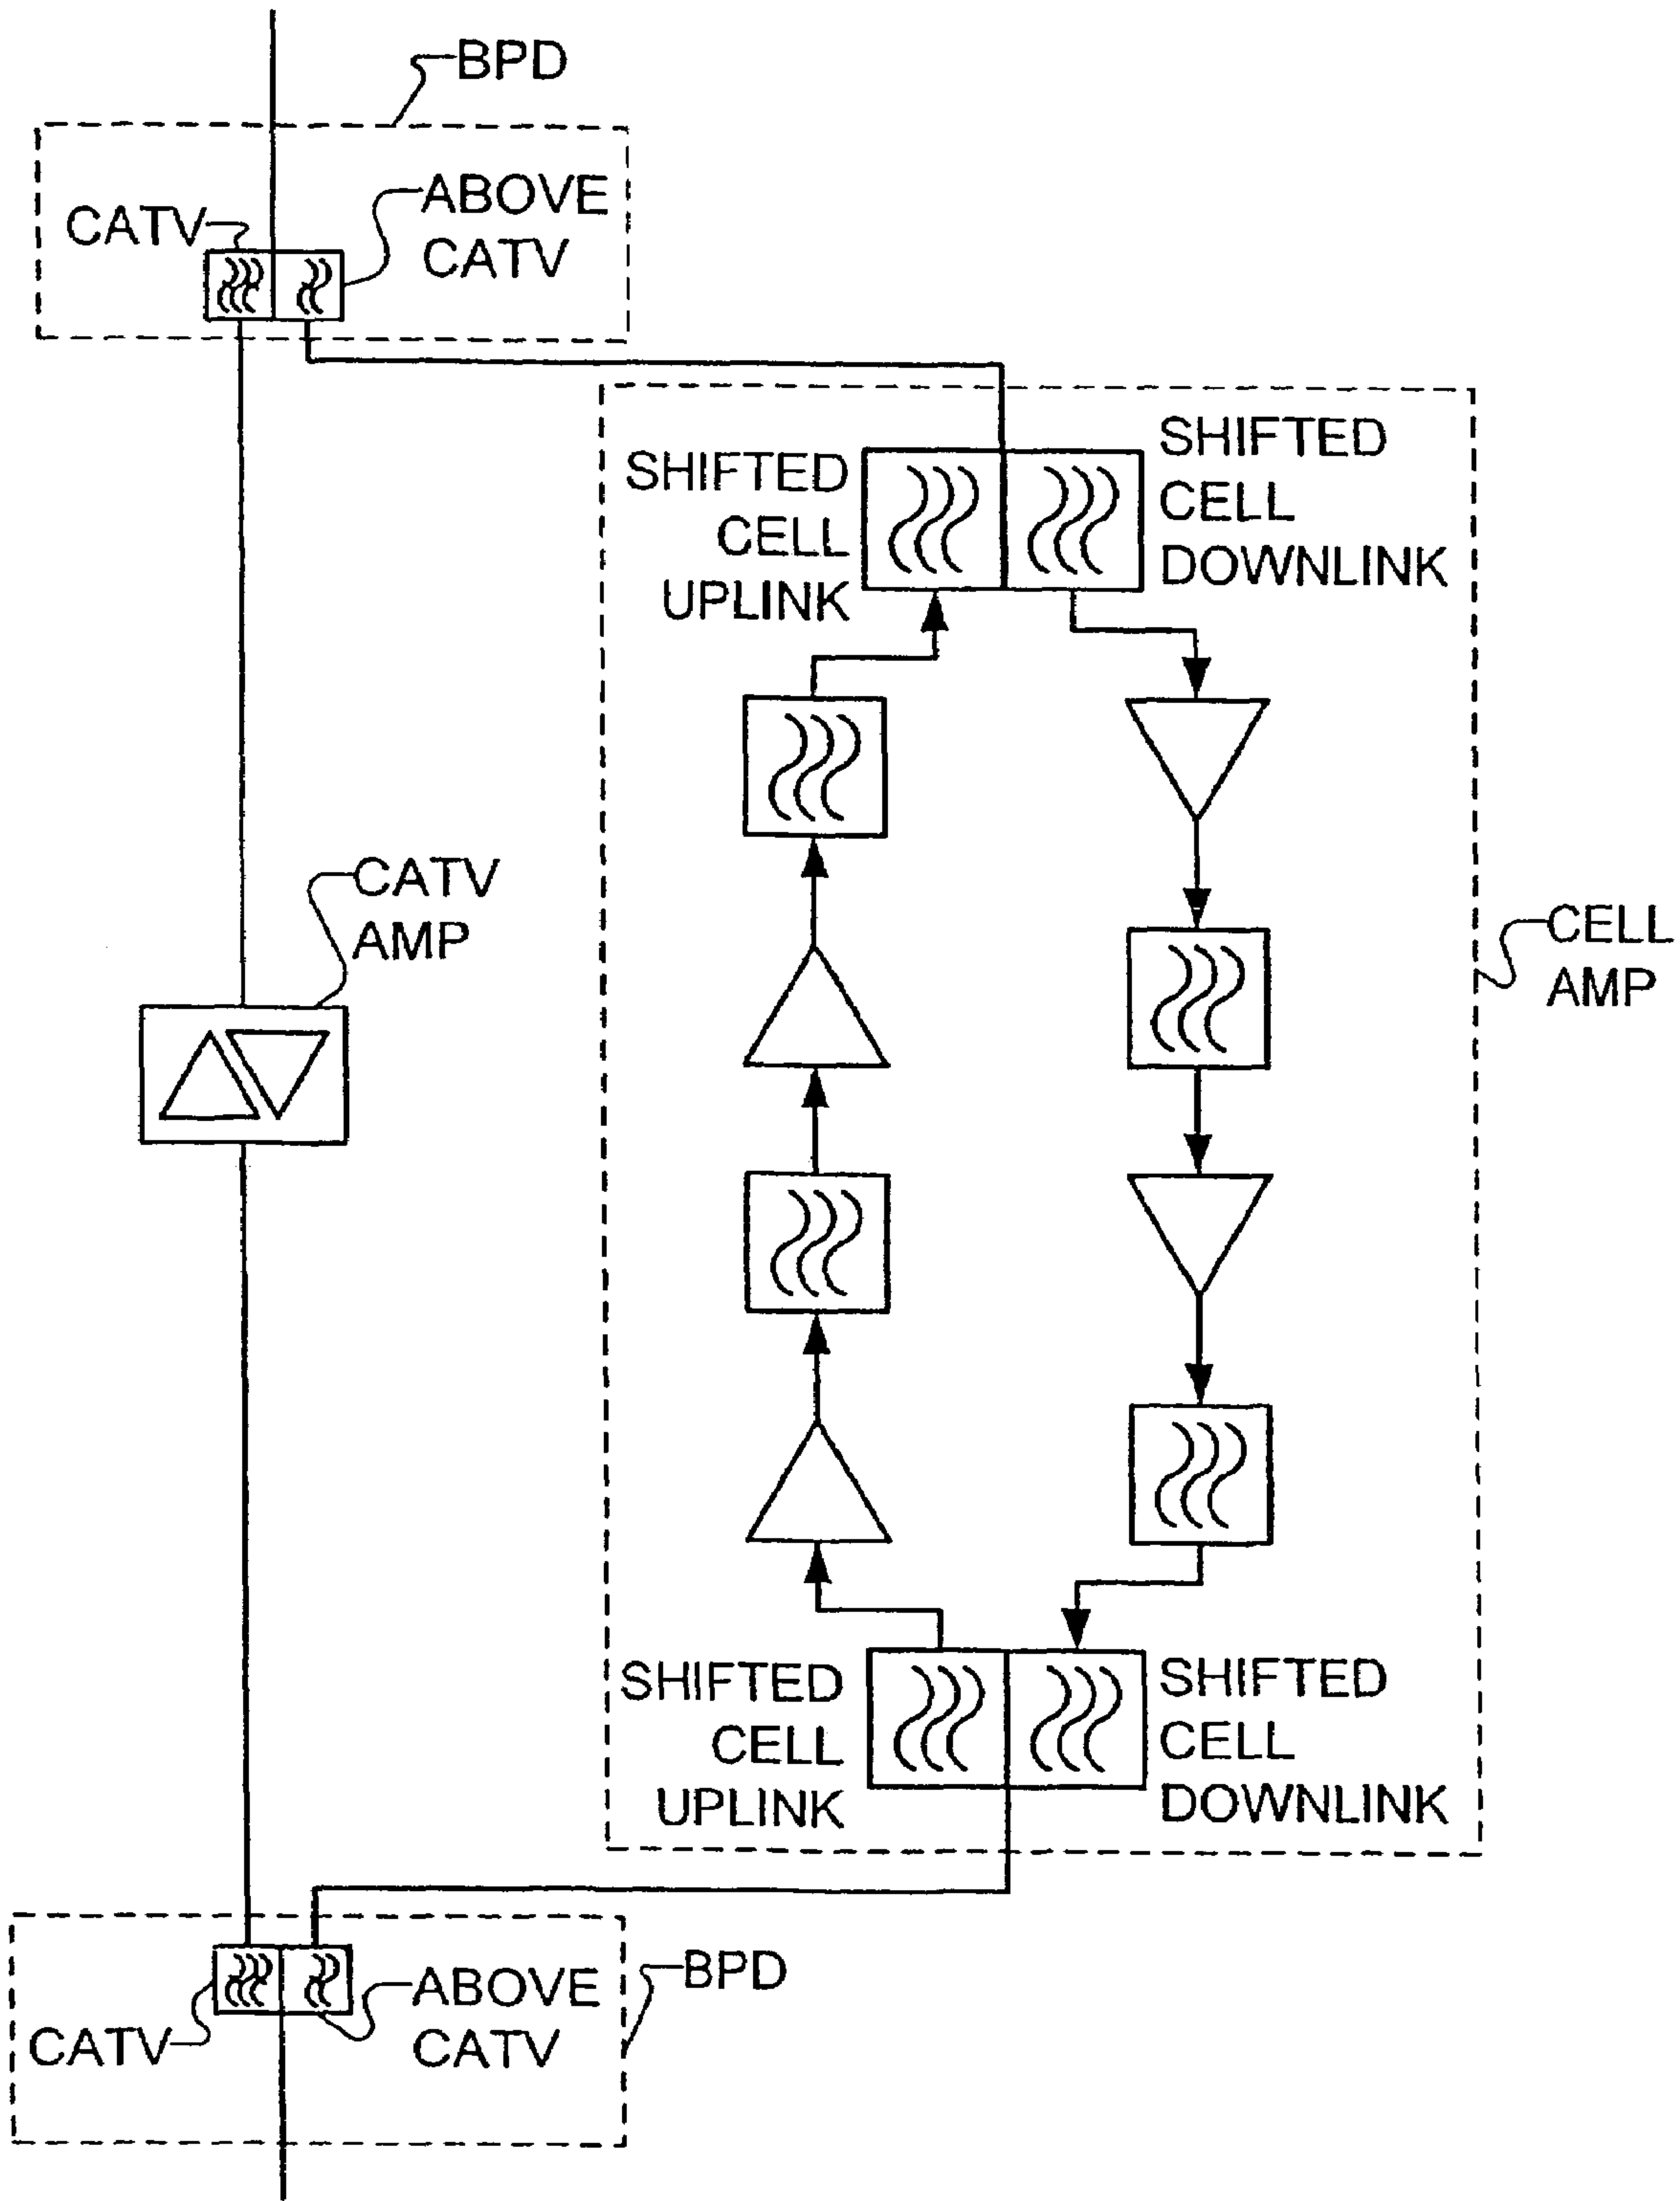 BPD
CATV
ABOVE
CATV
SHIFTED
CELL
UPLINK
SHIFTED
CELL
DOWNLINK
CATV
AMP
CELL
AMP
SHIFTED
CELL
UPLINK
SHIFTED
CELL
DOWNLINK
BPD
CATV
ABOVE
CATV